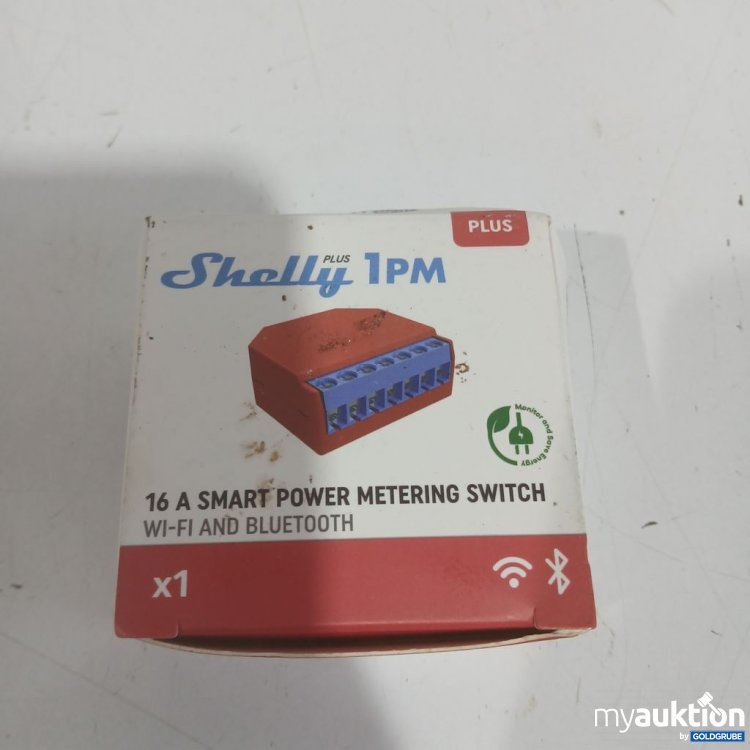 PLUS
Shelly PLUS 1PM
Monitor and Save Energy
16 A SMART POWER METERING SWITCH
WI-FI AND BLUETOOTH
x1
myauktion
by GOLDGRUBE